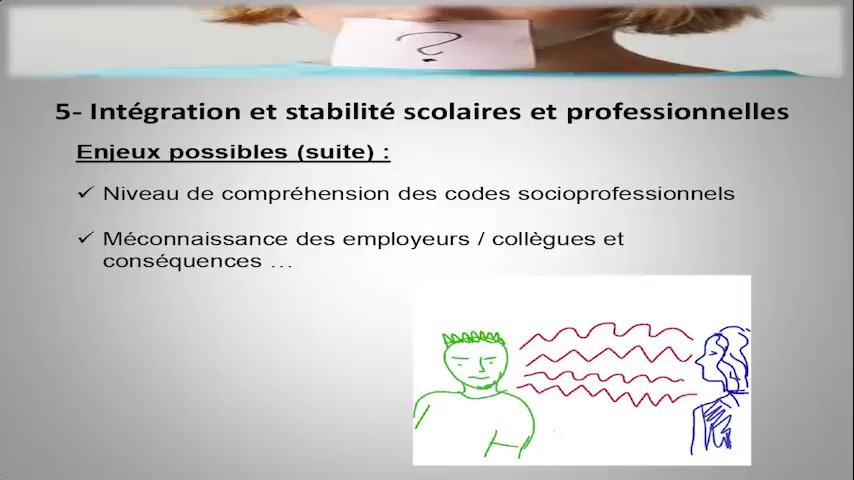 ?
5- Intégration et stabilité scolaires et professionnelles
Enjeux possibles (suite) :
Niveau de compréhension des codes socioprofessionnels
Méconnaissance des employeurs / collègues et
conséquences …